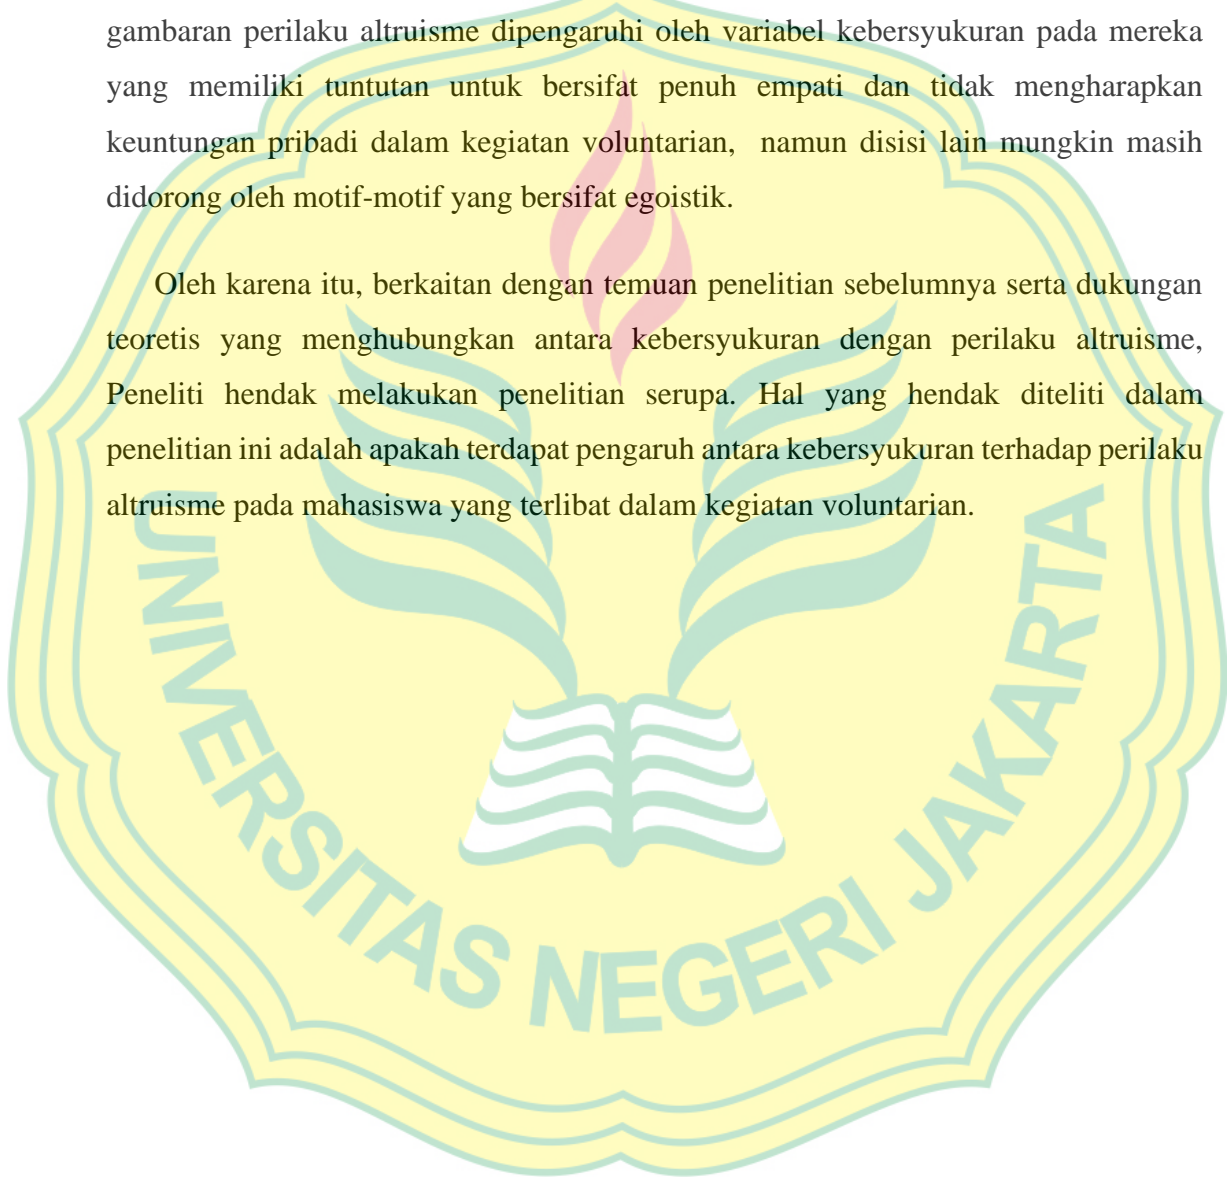 gambaran perilaku altruisme dipengaruhi oleh variabel kebersyukuran pada mereka
yang memiliki tuntutan untuk bersifat penuh empati dan tidak mengharapkan
keuntungan pribadi dalam kegiatan voluntarian, namun disisi lain mungkin masih
didorong oleh motif-motif yang bersifat egoistik.
Oleh karena itu, berkaitan dengan temuan penelitian sebelumnya serta dukungan
teoretis yang menghubungkan antara kebersyukuran dengan perilaku altruisme,
Peneliti hendak melakukan penelitian serupa. Hal yang hendak diteliti dalam
penelitian ini adalah apakah terdapat pengaruh antara kebersyukuran terhadap perilaku
altruisme pada mahasiswa yang terlibat dalam kegiatan voluntarian.
UNIVERSITAS NEGERI JAKARTA